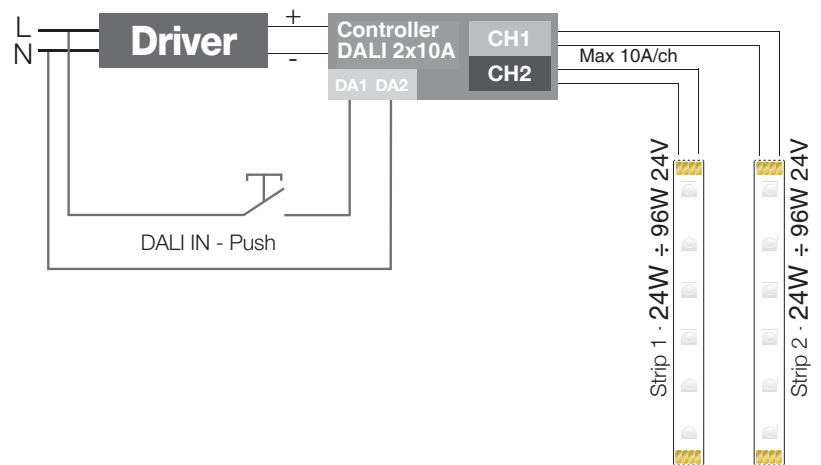 L
N
Driver
+
-
Controller
DALI 2x10A
DA1 DA2
CH1
CH2
Max 10A/ch
DALI IN - Push
Strip 1 - 24W ÷ 96W 24V
Strip 2 - 24W ÷ 96W 24V